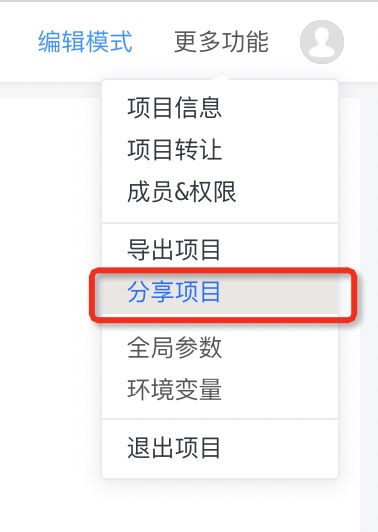 编辑模式 更多功能
项目信息
项目转让
成员&权限
导出项目
分享项目
全局参数
环境变量
退出项目